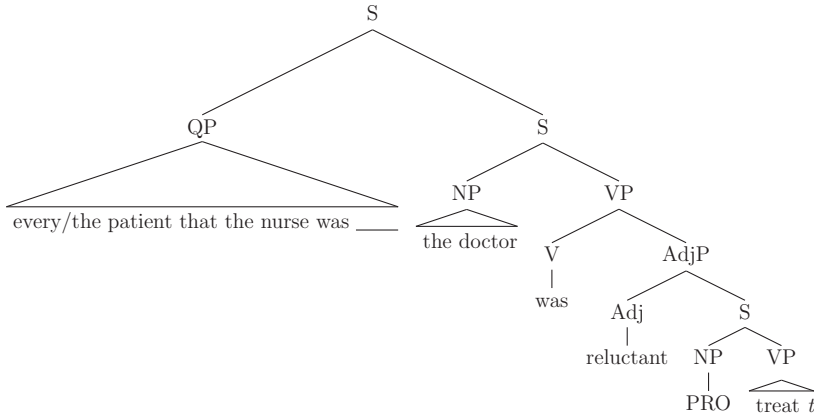 S
QP S
NP VP
every/the patient that the nurse was ____
the doctor
V AdjP
was
Adj S
reluctant NP VP
PRO treat t